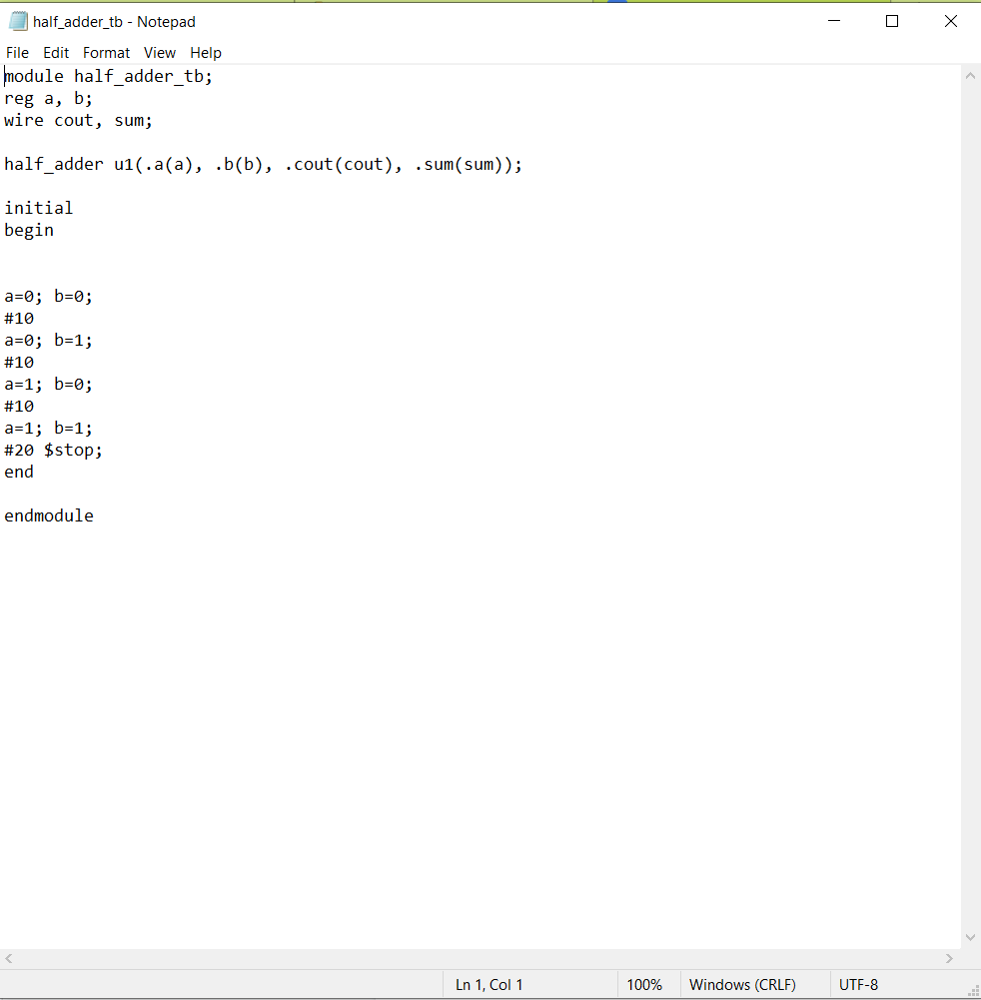 half_adder_tb - Notepad
File Edit Format View Help
module half_adder_tb;
reg a, b;
wire cout, sum;
half_adder u1(.a(a), .b(b), .cout(cout), .sum(sum));
initial
begin
a=0; b=0;
#10
a=0; b=1;
#10
a=1; b=0;
#10
a=1; b=1;
#20 $stop;
end
endmodule
Ln 1, Col 1 100% Windows (CRLF) UTF-8